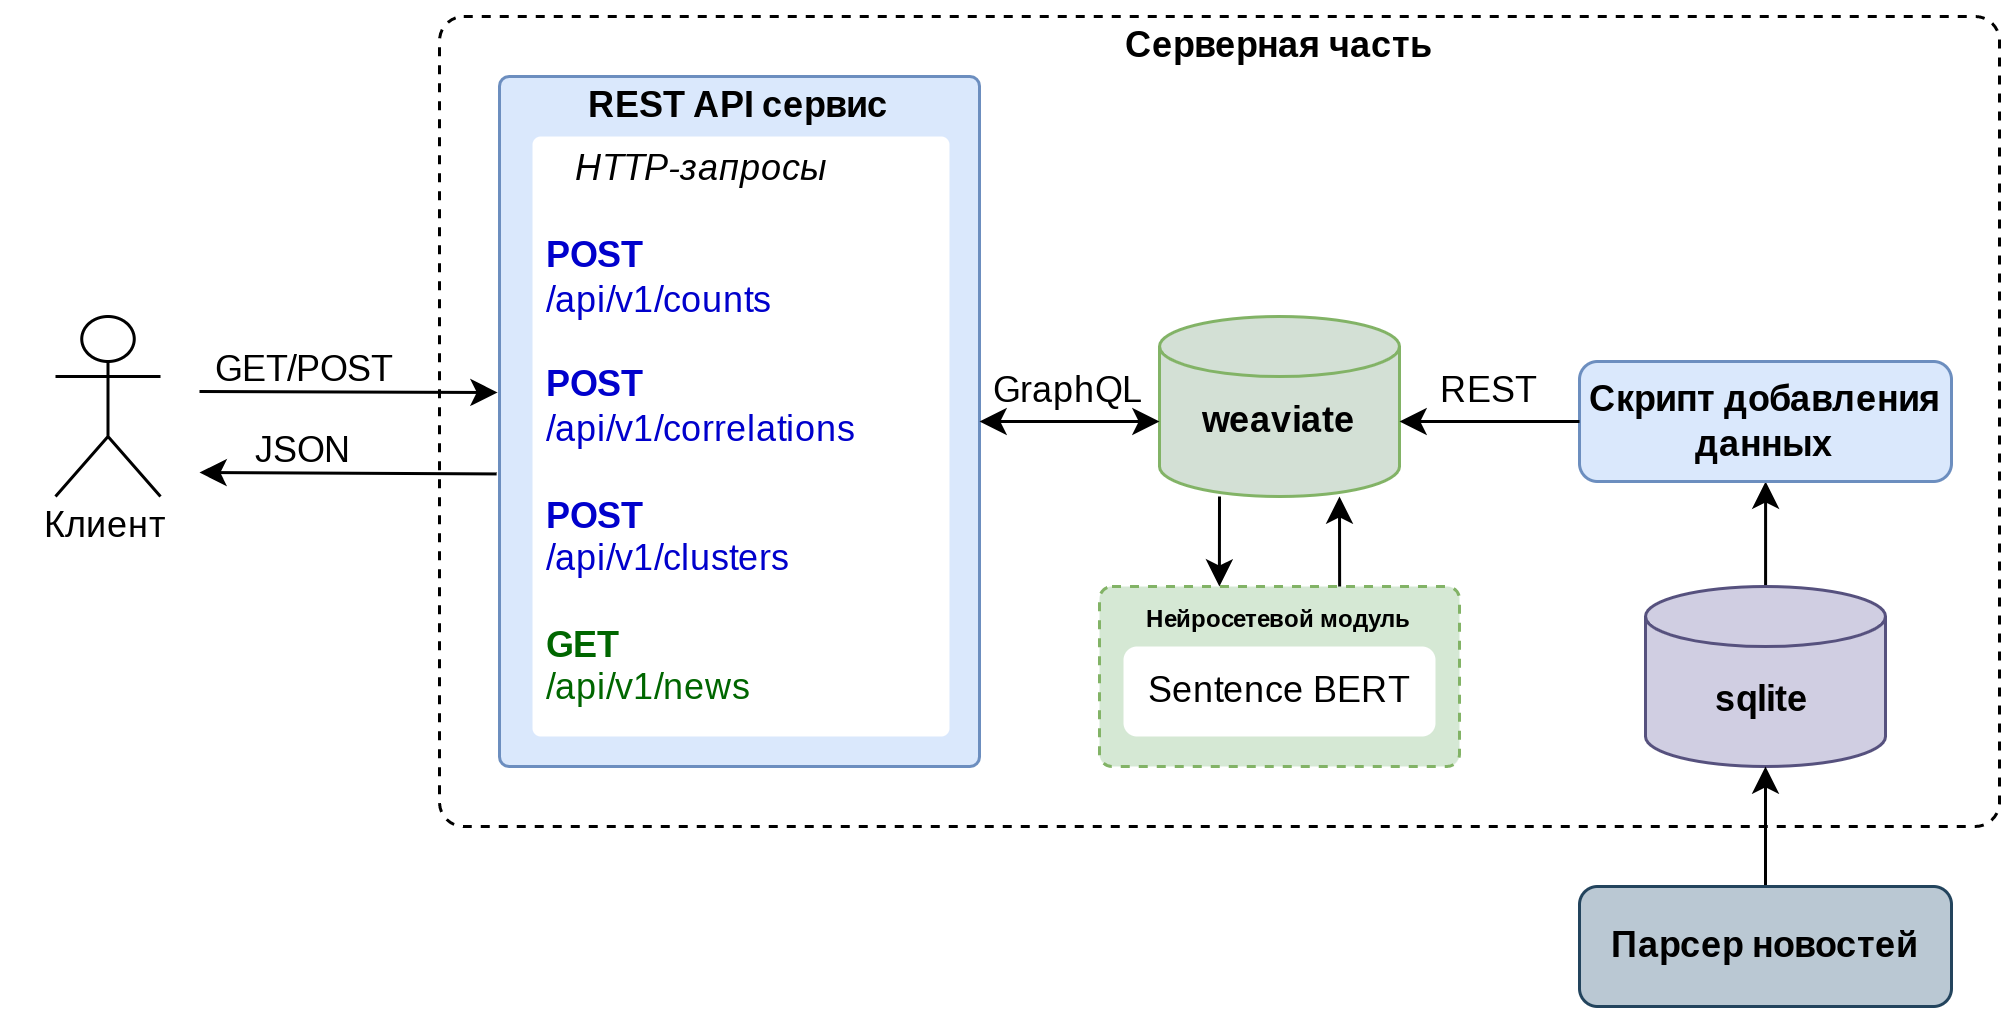 Серверная часть
REST API сервис
HTTP-запросы
POST
/api/v1/counts
POST
/api/v1/correlations
POST
/api/v1/clusters
GET
/api/v1/news
GET/POST
JSON
Клиент
GraphQL
weaviate
REST
Скрипт добавления
данных
Нейросетевой модуль
Sentence BERT
sqlite
Парсер новостей